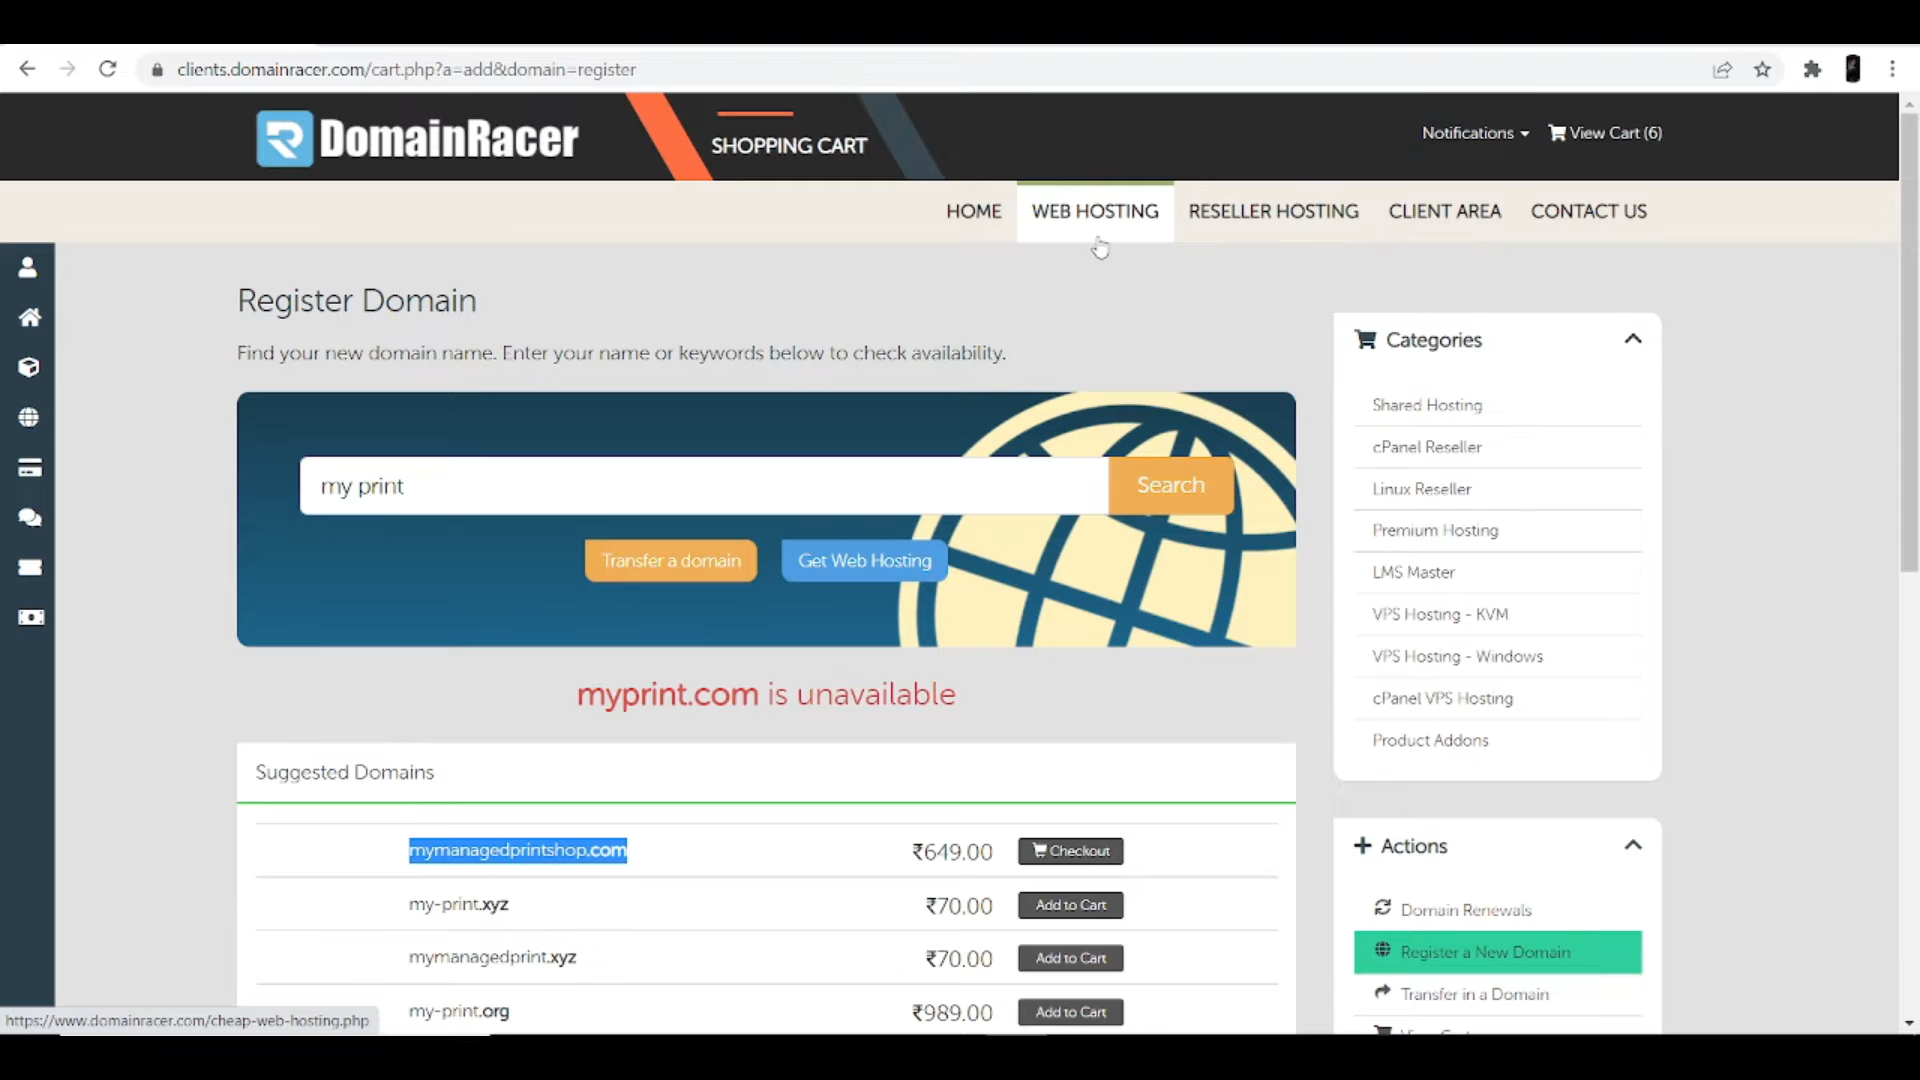 clients.domainracer.com/cart.php?a=add&domain=register
DomainRacer
SHOPPING CART
Notifications
View Cart (6)
HOME
WEB HOSTING
RESELLER HOSTING
CLIENT AREA
CONTACT US
Register Domain
Find your new domain name. Enter your name or keywords below to check availability.
my print
Search
Transfer a domain
Get Web Hosting
myprint.com is unavailable
Suggested Domains
mymanagedprintshop.com ₹649.00 Checkout
my-print.xyz ₹70.00 Add to Cart
mymanagedprint.xyz ₹70.00 Add to Cart
my-print.org ₹989.00 Add to Cart
Categories
Shared Hosting
cPanel Reseller
Linux Reseller
Premium Hosting
LMS Master
VPS Hosting - KVM
VPS Hosting - Windows
cPanel VPS Hosting
Product Addons
Actions
Domain Renewals
Register a New Domain
Transfer in a Domain
https://www.domainracer.com/cheap-web-hosting.php